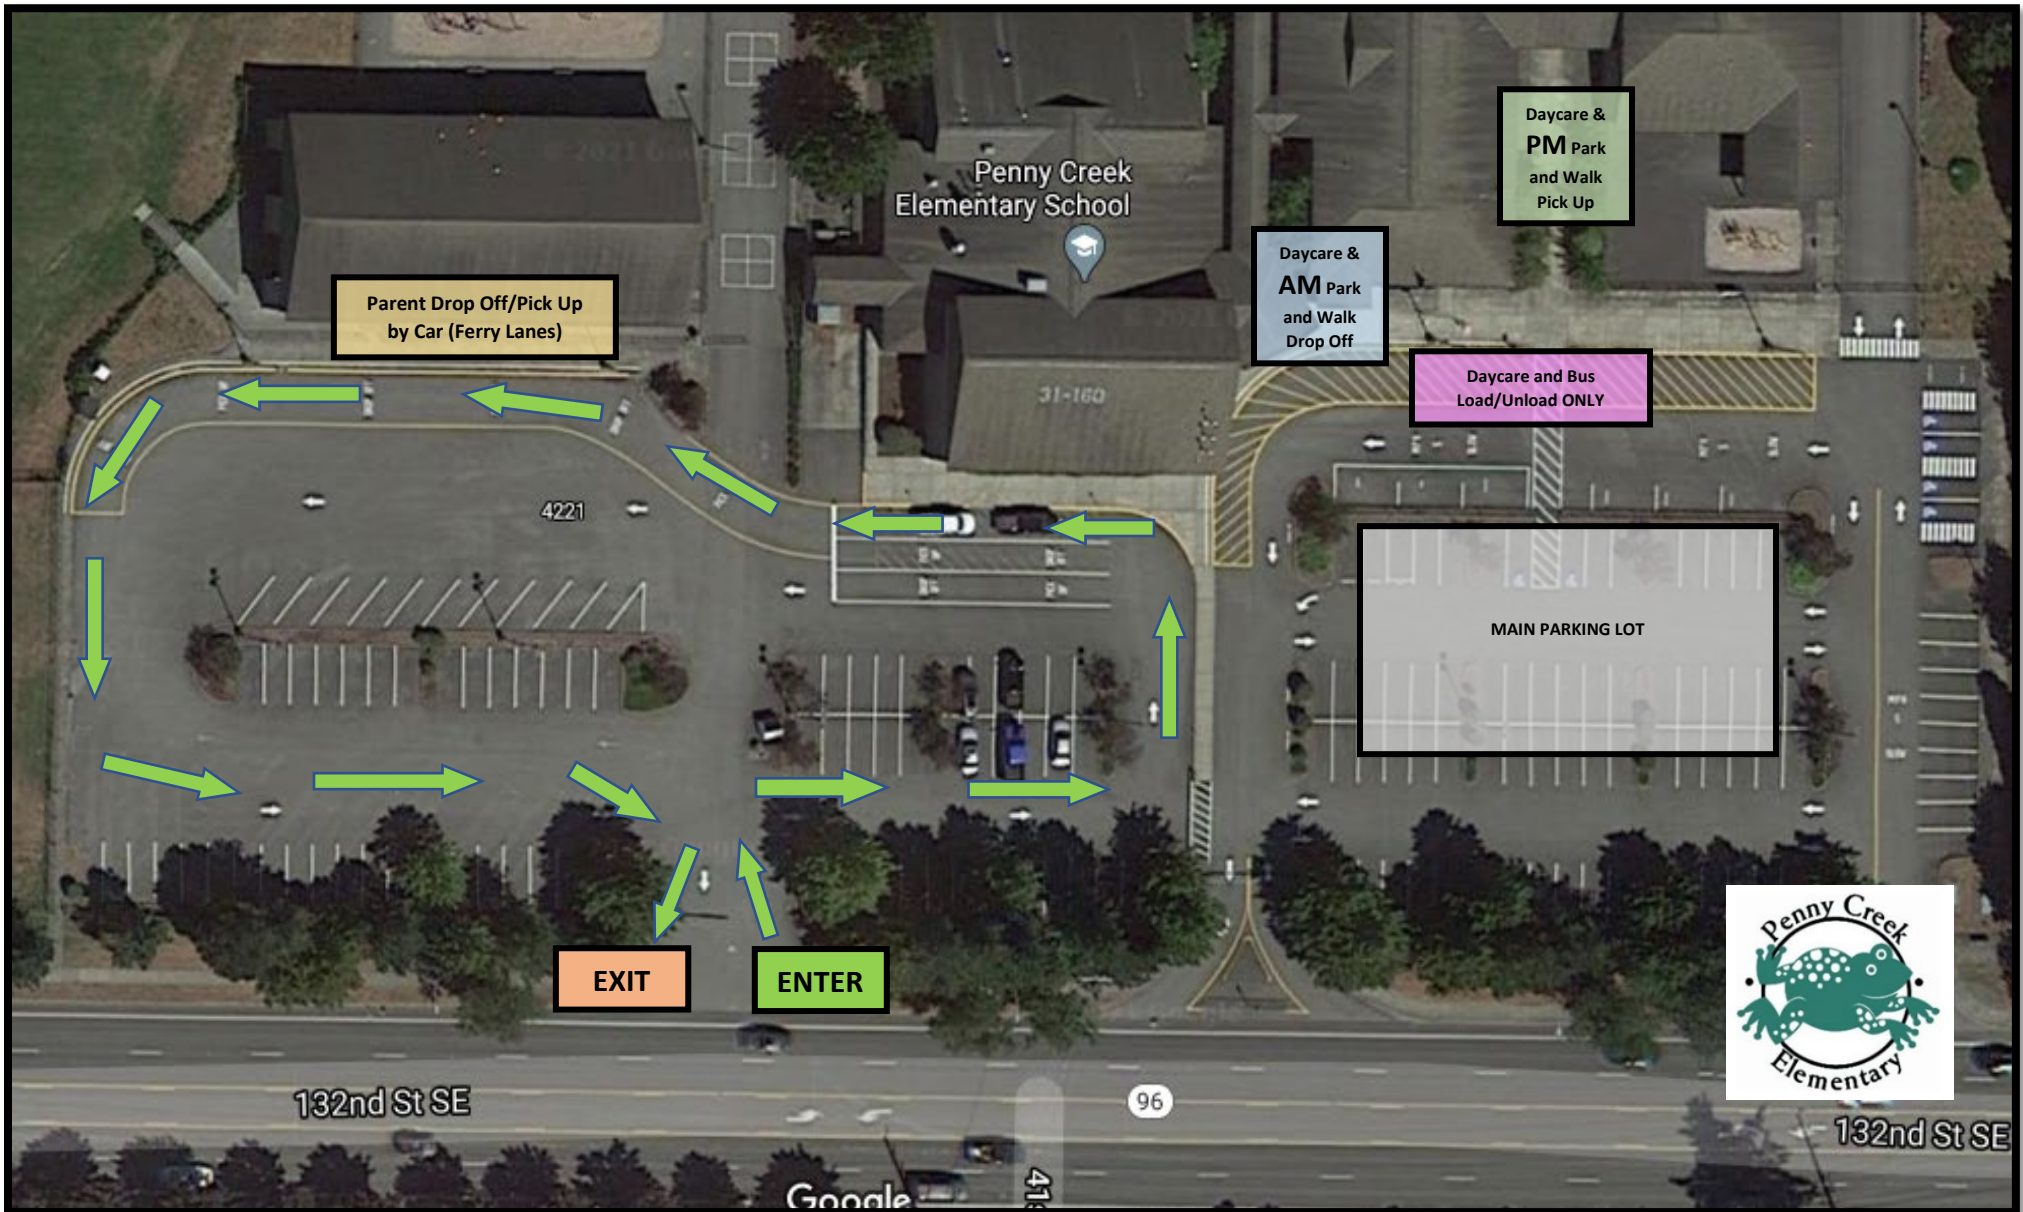 Daycare &
PM Park
and Walk
Pick Up
Penny Creek
Elementary School
Daycare &
AM Park
and Walk
Drop Off
Parent Drop Off/Pick Up
by Car (Ferry Lanes)
Daycare and Bus
Load/Unload ONLY
31-160
4221
MAIN PARKING LOT
EXIT
ENTER
Penny Creek
Elementary
132nd St SE
96
132nd St SE
Google